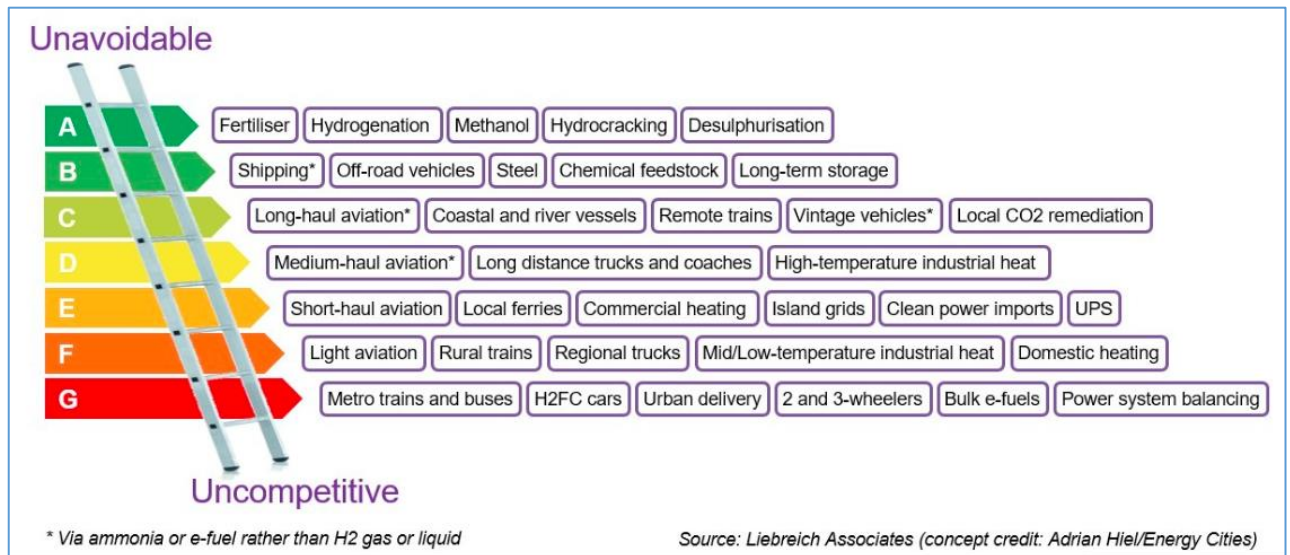 Unavoidable
A Fertiliser Hydrogenation Methanol Hydrocracking Desulphurisation
B Shipping* Off-road vehicles Steel Chemical feedstock Long-term storage
C Long-haul aviation* Coastal and river vessels Remote trains Vintage vehicles* Local CO2 remediation
D Medium-haul aviation* Long distance trucks and coaches High-temperature industrial heat
E Short-haul aviation Local ferries Commercial heating Island grids Clean power imports UPS
F Light aviation Rural trains Regional trucks Mid/Low-temperature industrial heat Domestic heating
G Metro trains and buses H2FC cars Urban delivery 2 and 3-wheelers Bulk e-fuels Power system balancing
Uncompetitive
* Via ammonia or e-fuel rather than H2 gas or liquid Source: Liebreich Associates (concept credit: Adrian Hiel/Energy Cities)